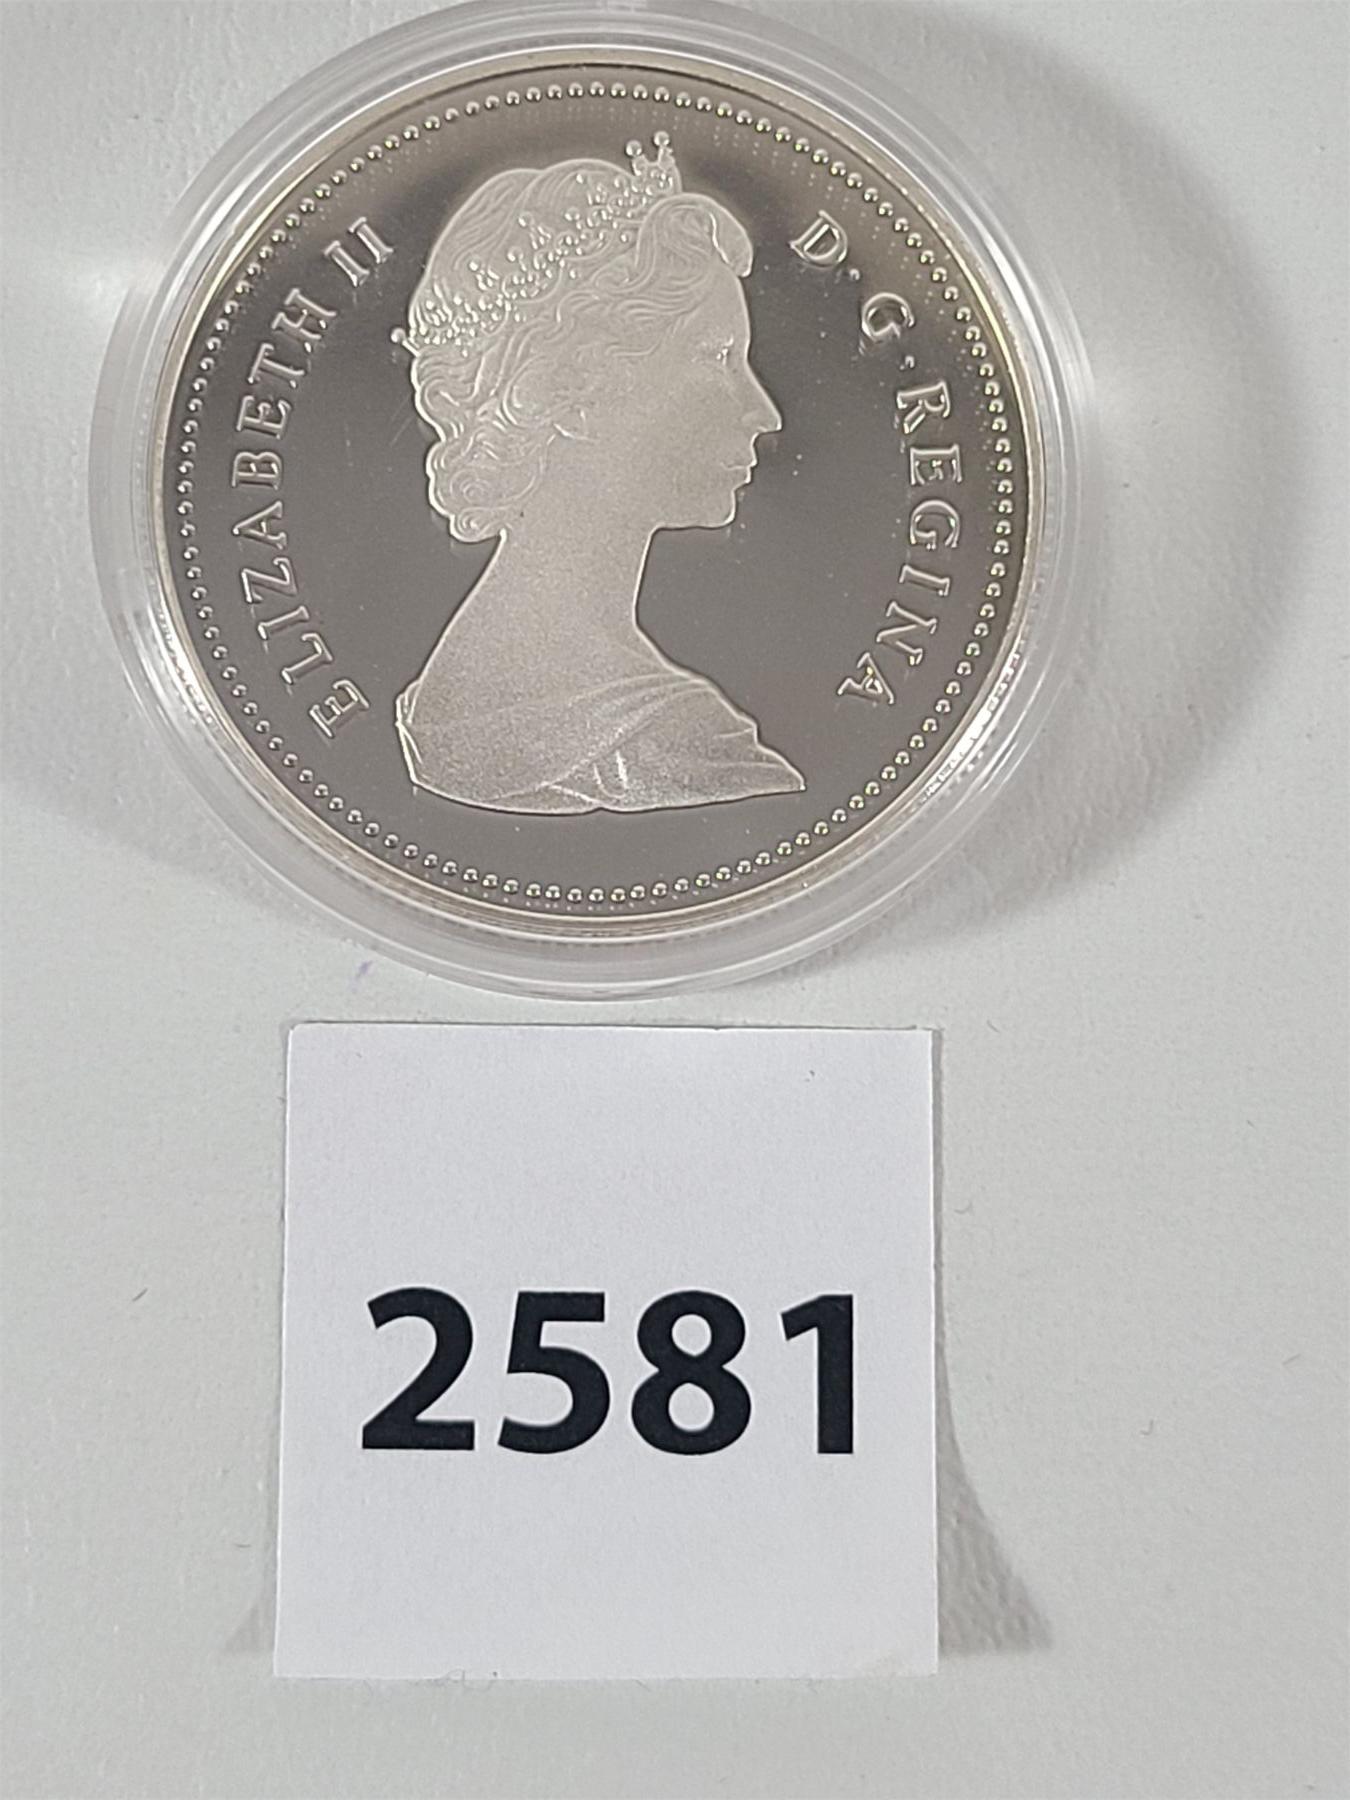 ELIZABETH II D·G·REGINA
2581